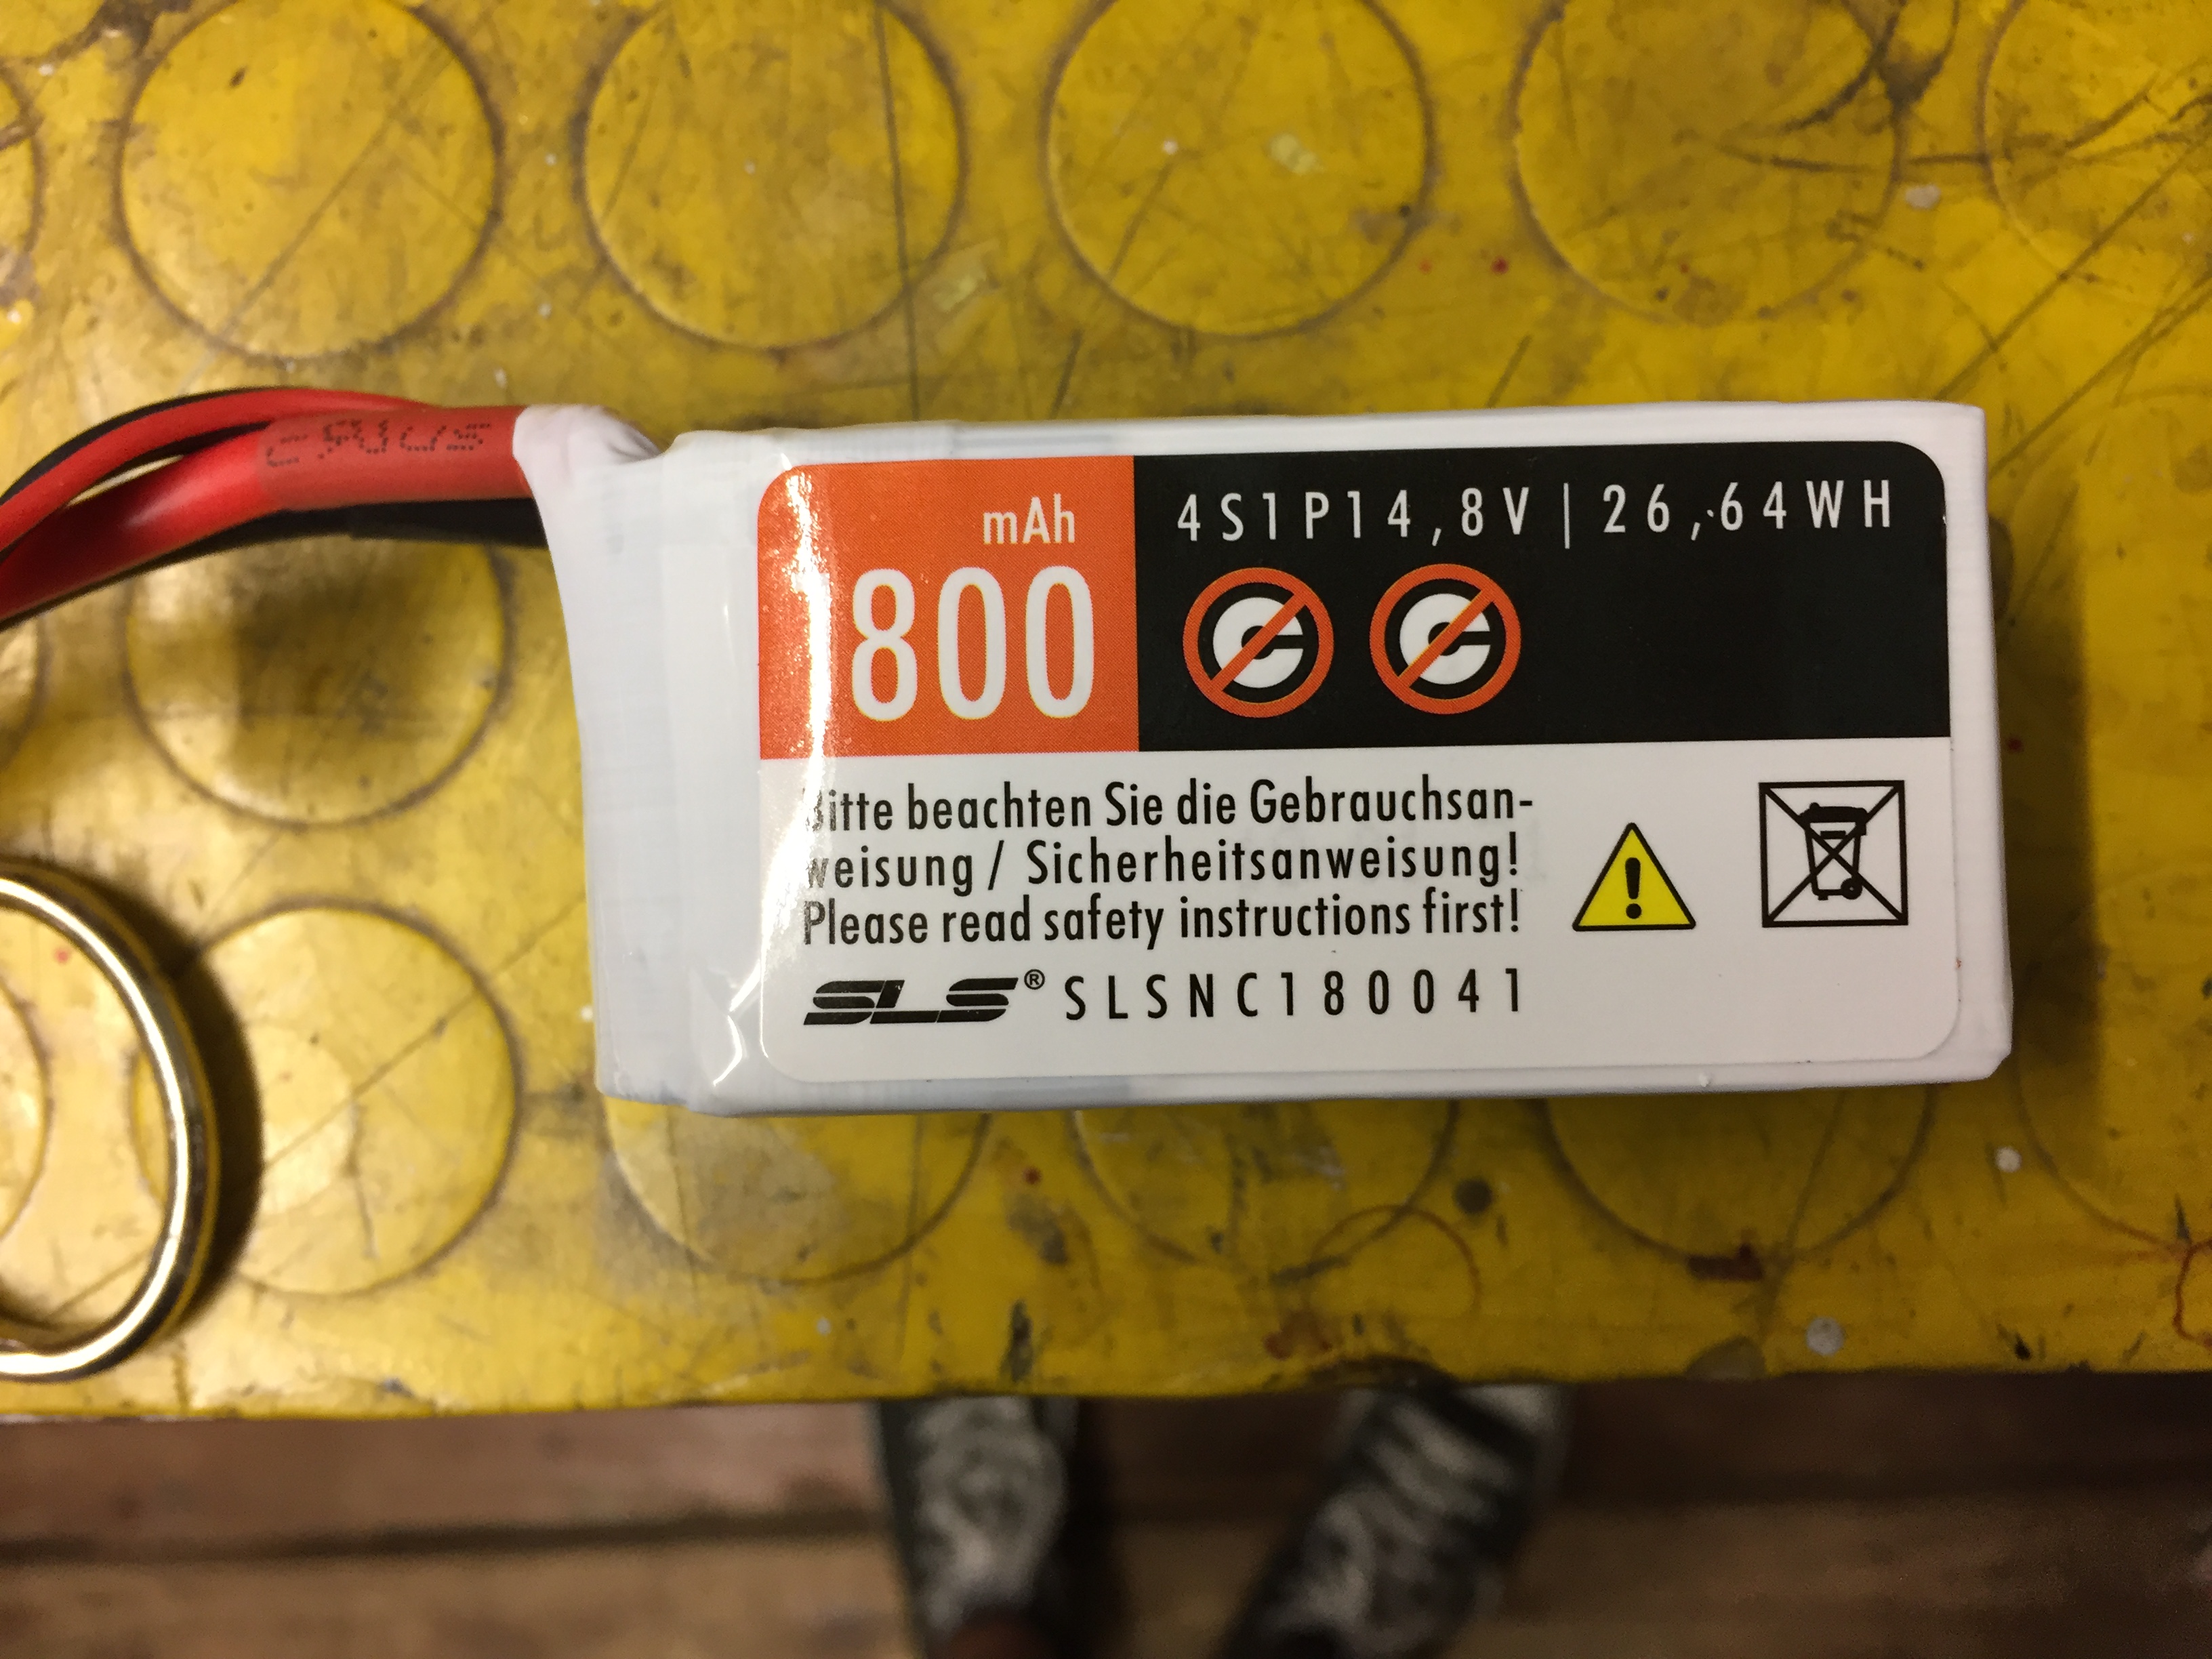 mAh
800
4S1P14,8V | 26,64WH
Bitte beachten Sie die Gebrauchsan-
weisung / Sicherheitsanweisung!
Please read safety instructions first!
SLS® SLSNC180041